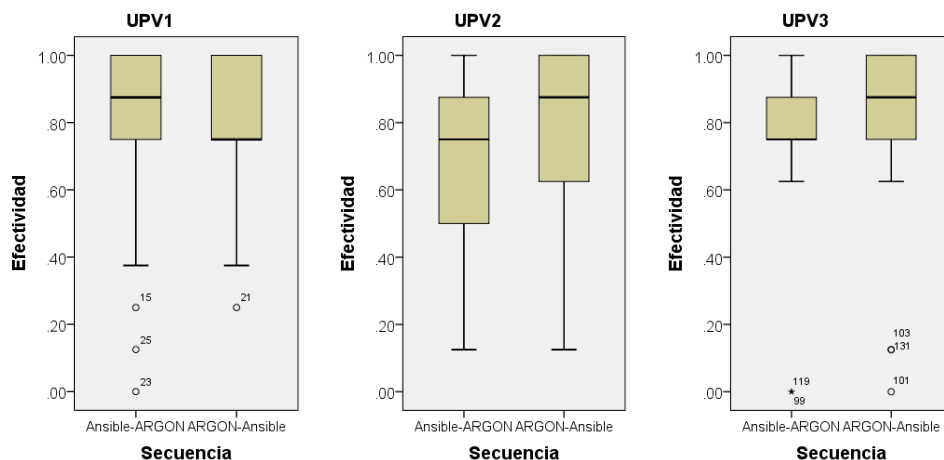 UPV1
Efectividad
1.00
.80
.60
.40
.20
.00
15
25
23
21
Ansible-ARGON ARGON-Ansible
Secuencia
UPV2
Efectividad
1.00
.80
.60
.40
.20
.00
Ansible-ARGON ARGON-Ansible
Secuencia
UPV3
Efectividad
1.00
.80
.60
.40
.20
.00
119
99
103
131
101
Ansible-ARGON ARGON-Ansible
Secuencia